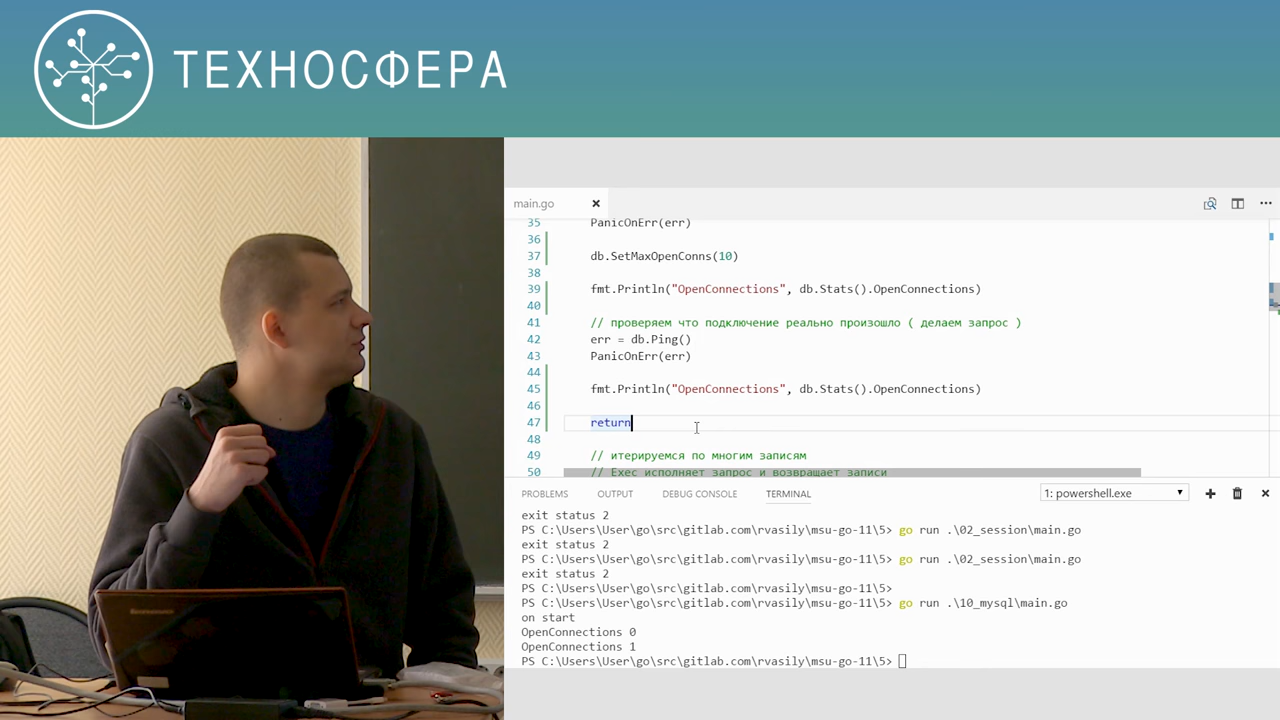 ТЕХНОСФЕРА
main.go
35 PanicOnErr(err)
36
37 db.SetMaxOpenConns(10)
38
39 fmt.Println("OpenConnections", db.Stats().OpenConnections)
40
41 // проверяем что подключение реально произошло ( делаем запрос )
42 err = db.Ping()
43 PanicOnErr(err)
44
45 fmt.Println("OpenConnections", db.Stats().OpenConnections)
46
47 return
48
49 // итерируемся по многим записям
50 // Exec исполняет запрос и возвращает записи
PROBLEMS OUTPUT DEBUG CONSOLE TERMINAL 1: powershell.exe
exit status 2
PS C:\Users\User\go\src\gitlab.com\rvasily\msu-go-11\5> go run .\02_session\main.go
exit status 2
PS C:\Users\User\go\src\gitlab.com\rvasily\msu-go-11\5> go run .\02_session\main.go
exit status 2
PS C:\Users\User\go\src\gitlab.com\rvasily\msu-go-11\5>
PS C:\Users\User\go\src\gitlab.com\rvasily\msu-go-11\5> go run .\10_mysql\main.go
on start
OpenConnections 0
OpenConnections 1
PS C:\Users\User\go\src\gitlab.com\rvasily\msu-go-11\5>